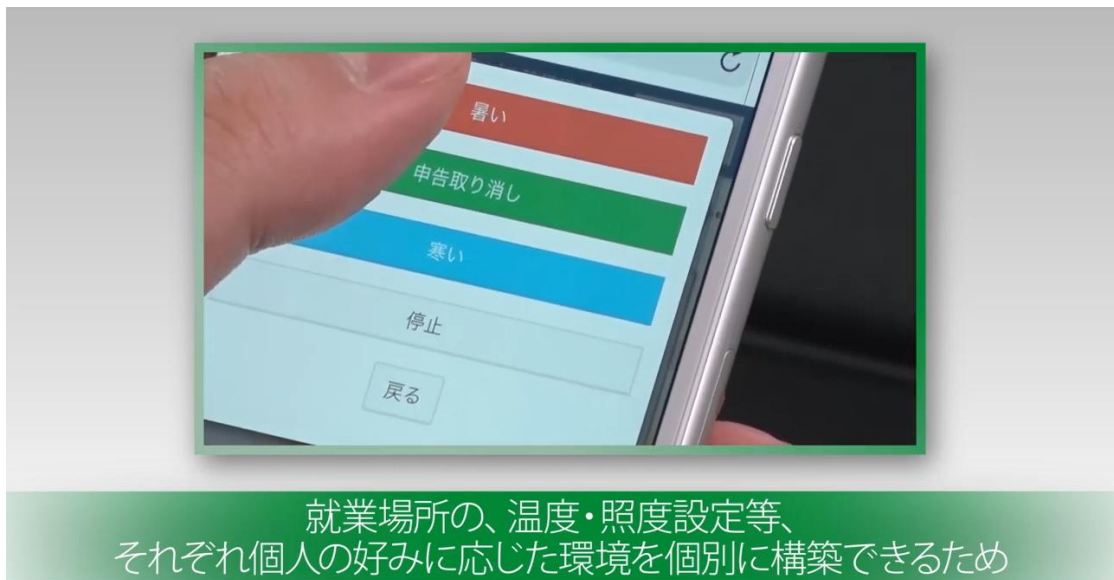 暑い
申告取り消し
寒い
停止
戻る
就業場所の、温度・照度設定等、
それぞれ個人の好みに応じた環境を個別に構築できるため